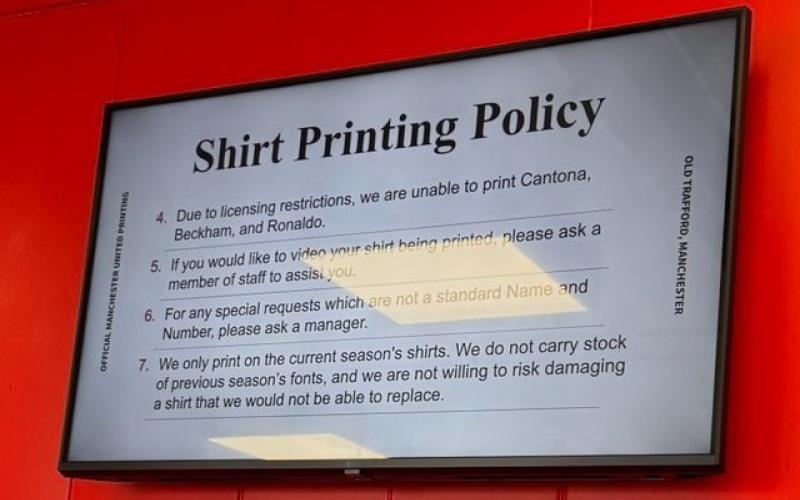 Shirt Printing Policy
OFFICIAL MANCHESTER UNITED PRINTING
4. Due to licensing restrictions, we are unable to print Cantona,
Beckham, and Ronaldo.
5. If you would like to video your shirt being printed, please ask a
member of staff to assist you.
6. For any special requests which are not a standard Name and
Number, please ask a manager.
7. We only print on the current season's shirts. We do not carry stock
of previous season's fonts, and we are not willing to risk damaging
a shirt that we would not be able to replace.
OLD TRAFFORD, MANCHESTER